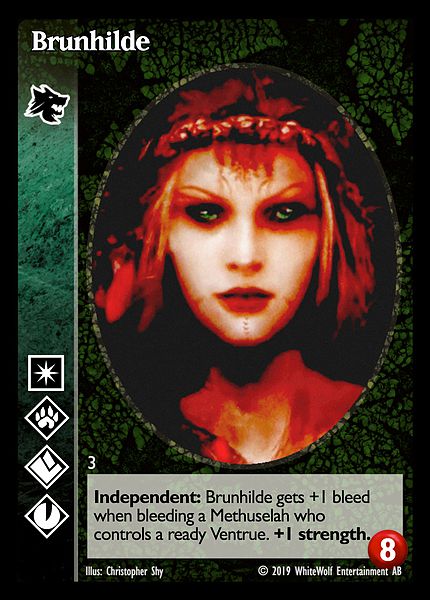 Brunhilde
3
Independent: Brunhilde gets +1 bleed
when bleeding a Methuselah who
controls a ready Ventrue. +1 strength.
8
Illus: Christopher Shy © 2019 WhiteWolf Entertainment AB